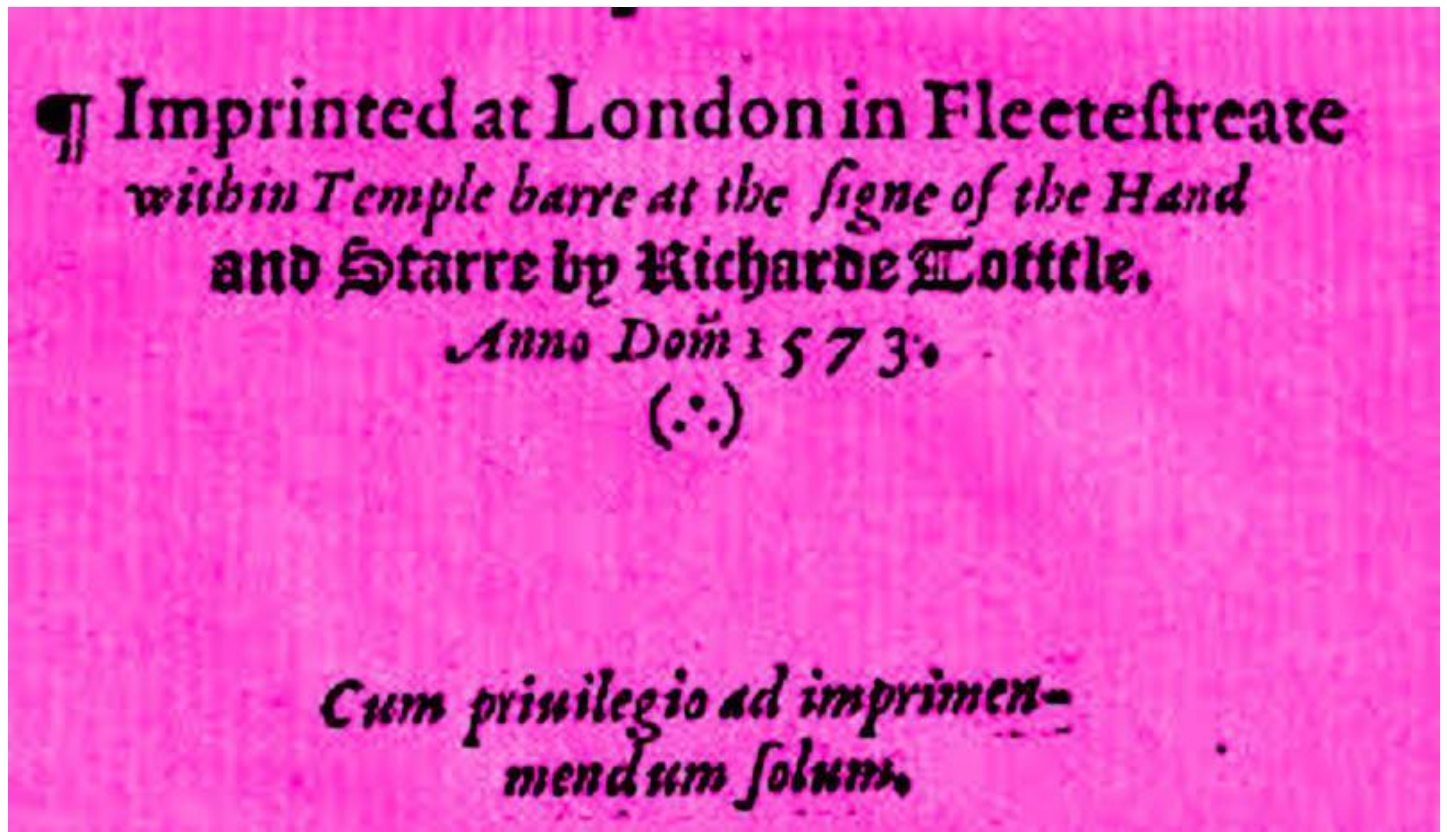 ¶ Imprinted at London in Fleeteſtreate
within Temple barre at the ſigne of the Hand
and Starre by Richarde Totttle.
Anno Dom̃ 1573.
(∴)
Cum priuilegio ad imprimen-
mendum ſolum.